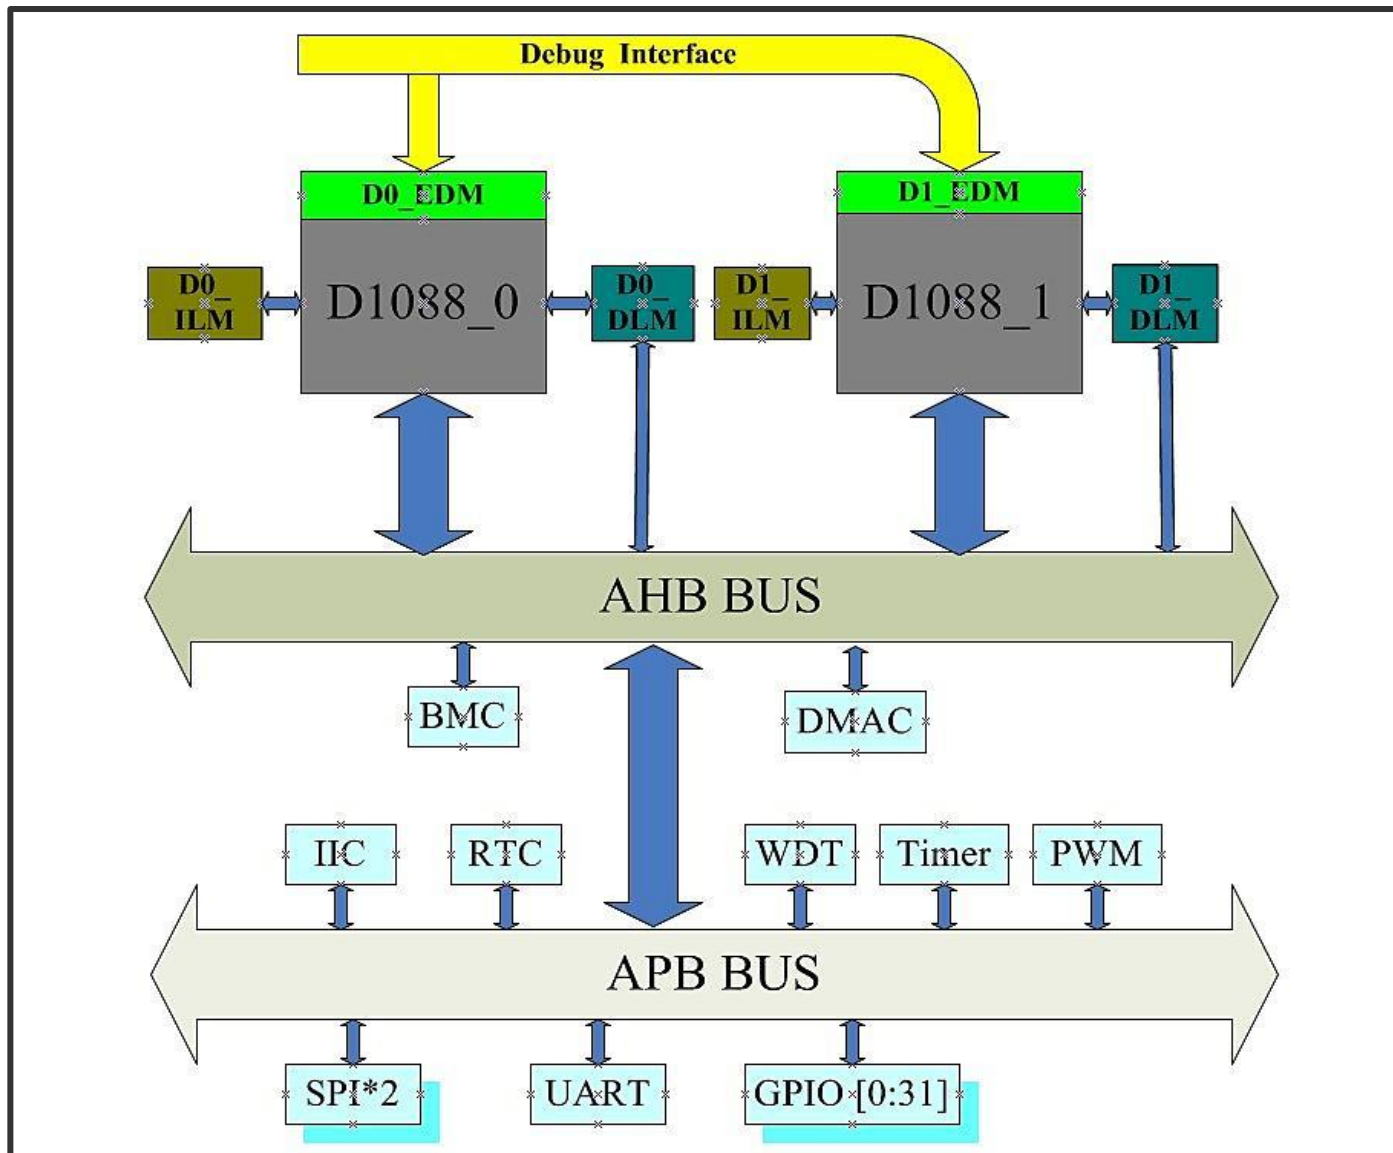 Debug Interface
D0_EDM
D1_EDM
D0_
ILM
D1088_0
D0_
DLM
D1_
ILM
D1088_1
D1_
DLM
AHB BUS
BMC
DMAC
IIC
RTC
WDT
Timer
PWM
APB BUS
SPI*2
UART
GPIO [0:31]